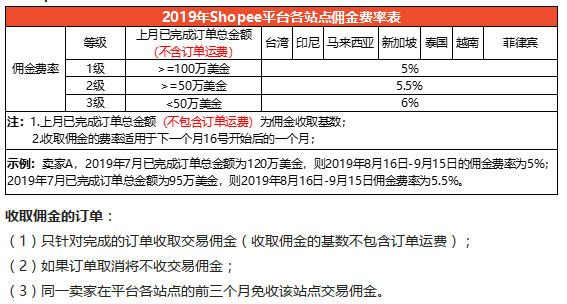 2019年Shopee平台各站点佣金费率表
佣金费率 等级 上月已完成订单总金额(不含订单运费) 台湾 印尼 马来西亚 新加坡 泰国 越南 菲律宾
1级 >=100万美金 5%
2级 >=50万美金 5.5%
3级 <50万美金 6%
注：1.上月已完成订单总金额（不包含订单运费）为佣金收取基数；
2.收取佣金的费率适用于下一个月16号开始后的一个月；
示例：卖家A，2019年7月已完成订单总金额为120万美金，则2019年8月16日-9月15日的佣金费率为5%；
2019年7月已完成订单总金额为95万美金，则2019年8月16日-9月15日佣金费率为5.5%。
收取佣金的订单：
（1）只针对完成的订单收取交易佣金（收取佣金的基数不包含订单运费）；
（2）如果订单取消将不收交易佣金；
（3）同一卖家在平台各站点的前三个月免收该站点交易佣金。